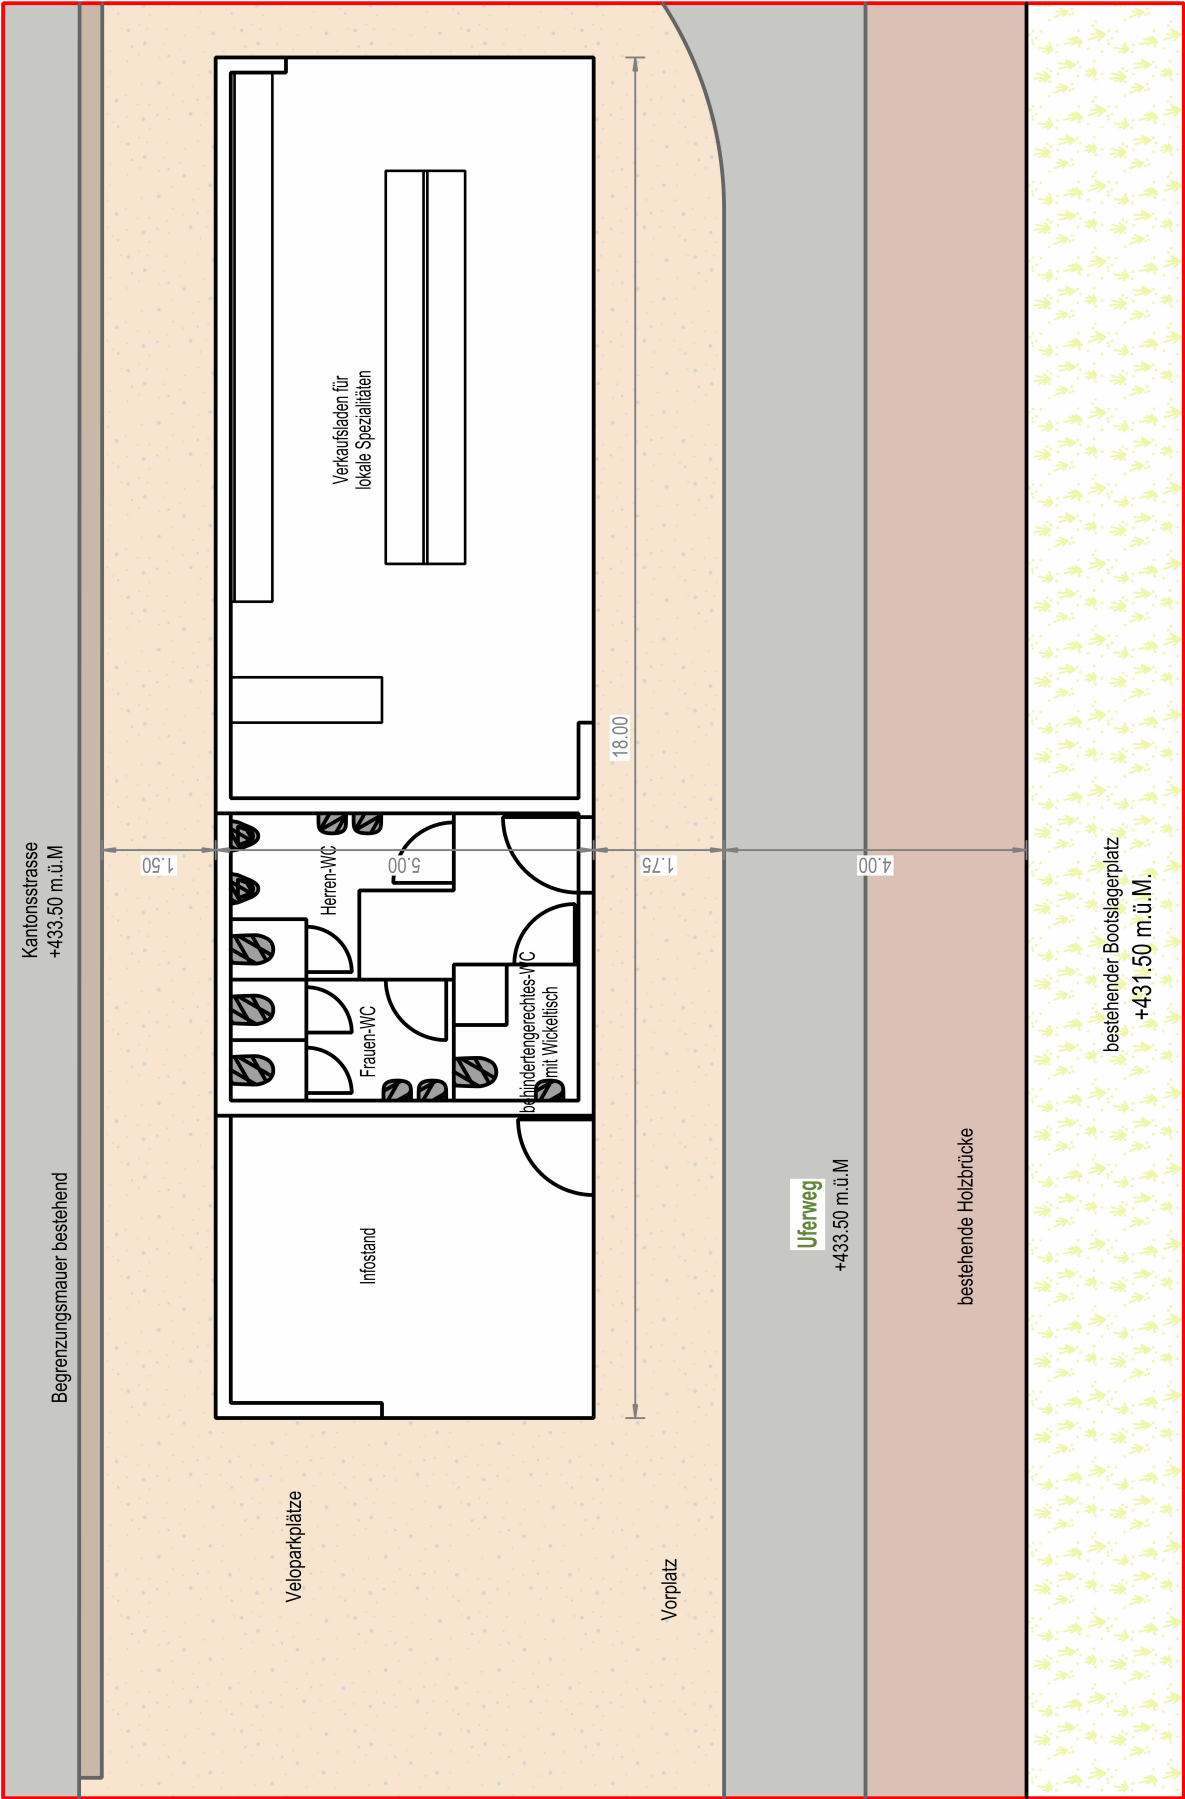 Kantonsstrasse
+433.50 m.ü.M
Begrenzungsmauer bestehend
Verkaufsladen für
lokale Spezialitäten
18.00
1.50
5.00
1.75
4.00
Herren-WC
Frauen-WC
behindertengerechtes-WC
mit Wickeltisch
Infostand
Veloparkplätze
Vorplatz
Uferweg
+433.50 m.ü.M
bestehende Holzbrücke
bestehender Bootslagerplatz
+431.50 m.ü.M.